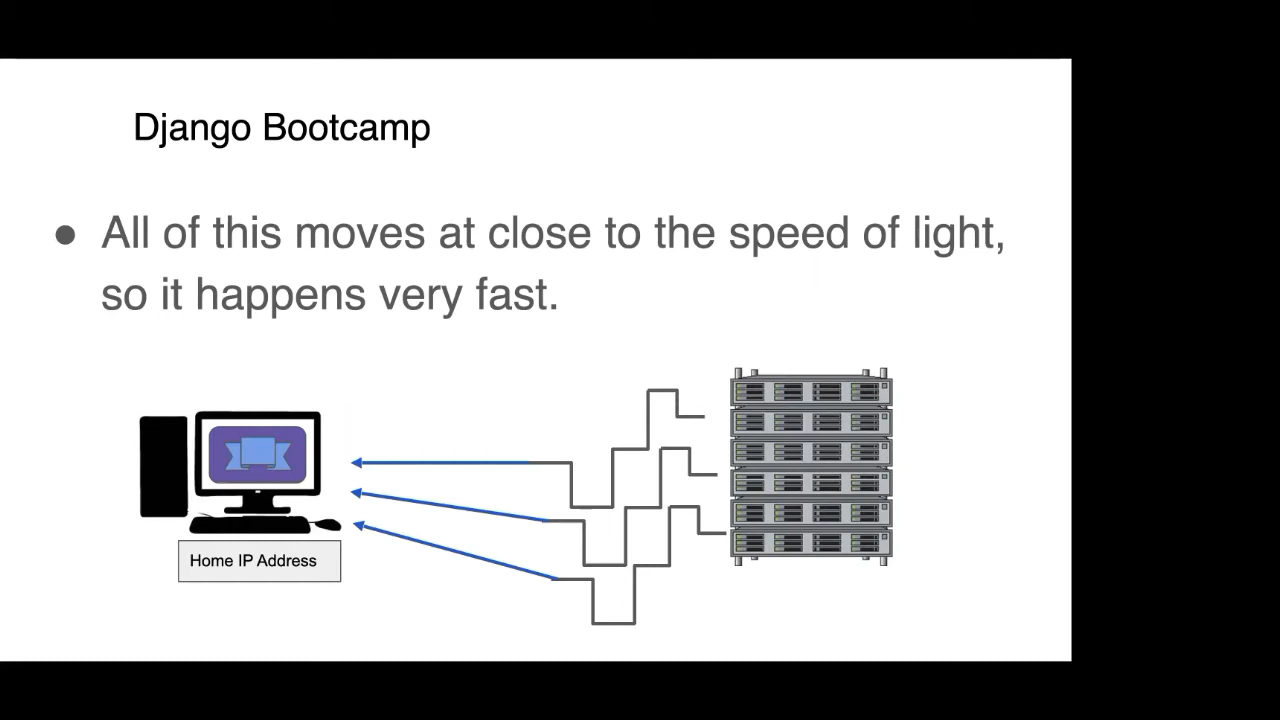 Django Bootcamp
● All of this moves at close to the speed of light,
so it happens very fast.
Home IP Address